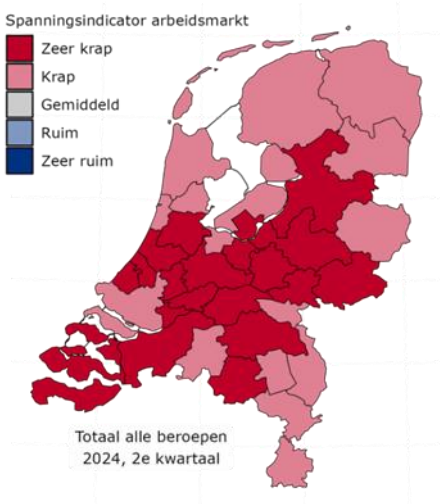 Spanningsindicator arbeidsmarkt
Zeer krap
Krap
Gemiddeld
Ruim
Zeer ruim
Totaal alle beroepen
2024, 2e kwartaal